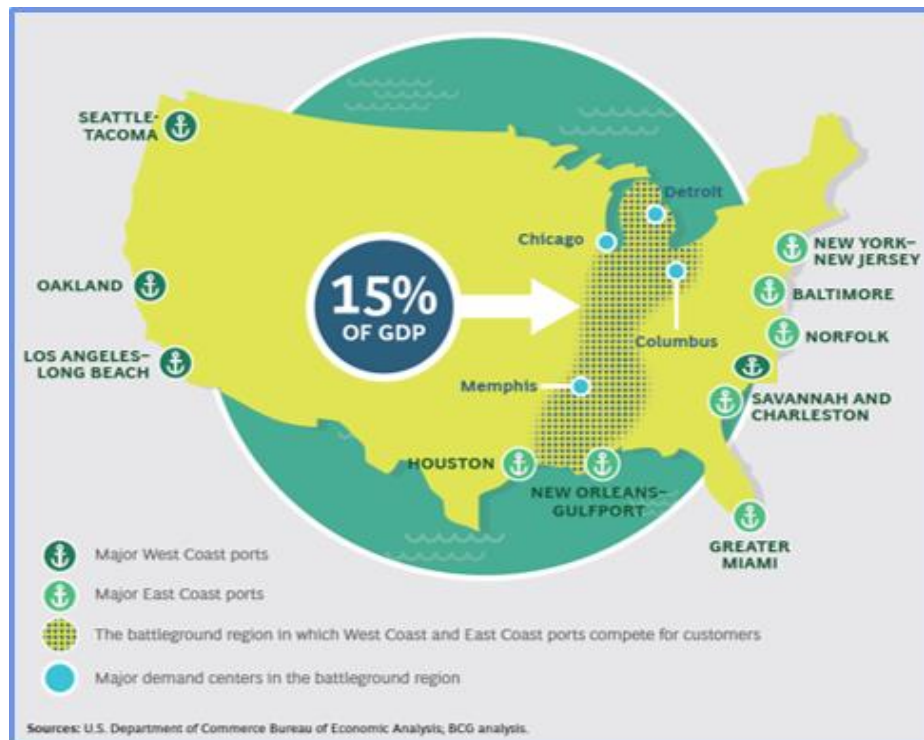 SEATTLE-
TACOMA
Detroit
Chicago
NEW YORK–
NEW JERSEY
OAKLAND
15%
OF GDP
BALTIMORE
NORFOLK
Columbus
LOS ANGELES–
LONG BEACH
Memphis
SAVANNAH AND
CHARLESTON
HOUSTON
NEW ORLEANS–
GULFPORT
GREATER
MIAMI
Major West Coast ports
Major East Coast ports
The battleground region in which West Coast and East Coast ports compete for customers
Major demand centers in the battleground region
Sources: U.S. Department of Commerce Bureau of Economic Analysis; BCG analysis.